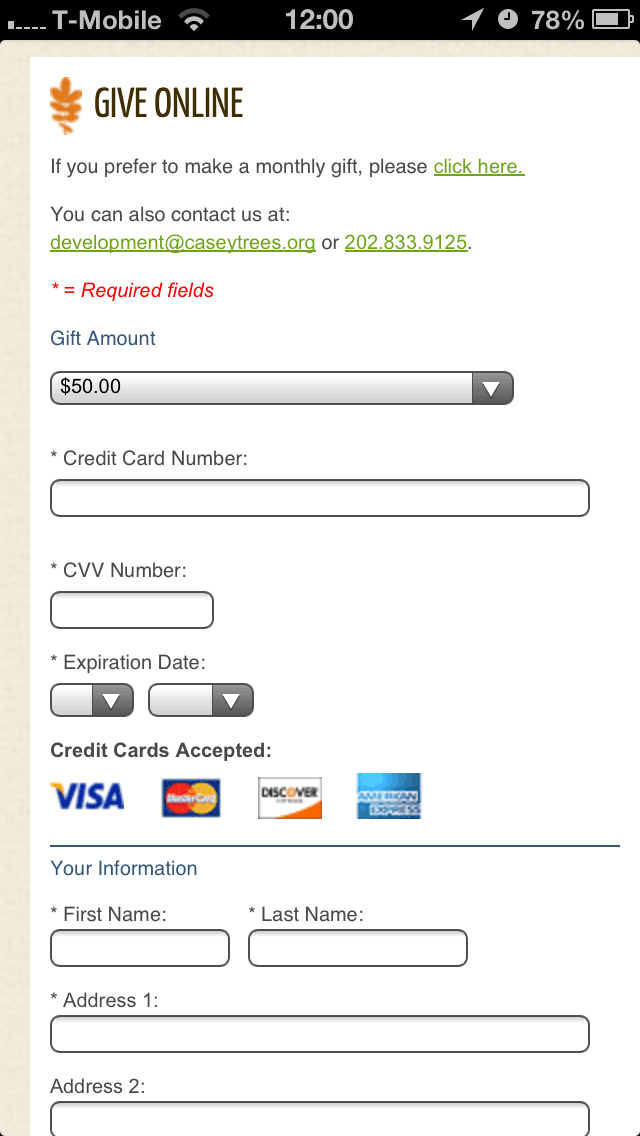 T-Mobile 12:00 78%
GIVE ONLINE
If you prefer to make a monthly gift, please click here.
You can also contact us at:
development@caseytrees.org or 202.833.9125.
* = Required fields
Gift Amount
$50.00
* Credit Card Number:
* CVV Number:
* Expiration Date:
Credit Cards Accepted:
VISA MasterCard DISCOVER AMERICAN EXPRESS
Your Information
* First Name: * Last Name:
* Address 1:
Address 2: